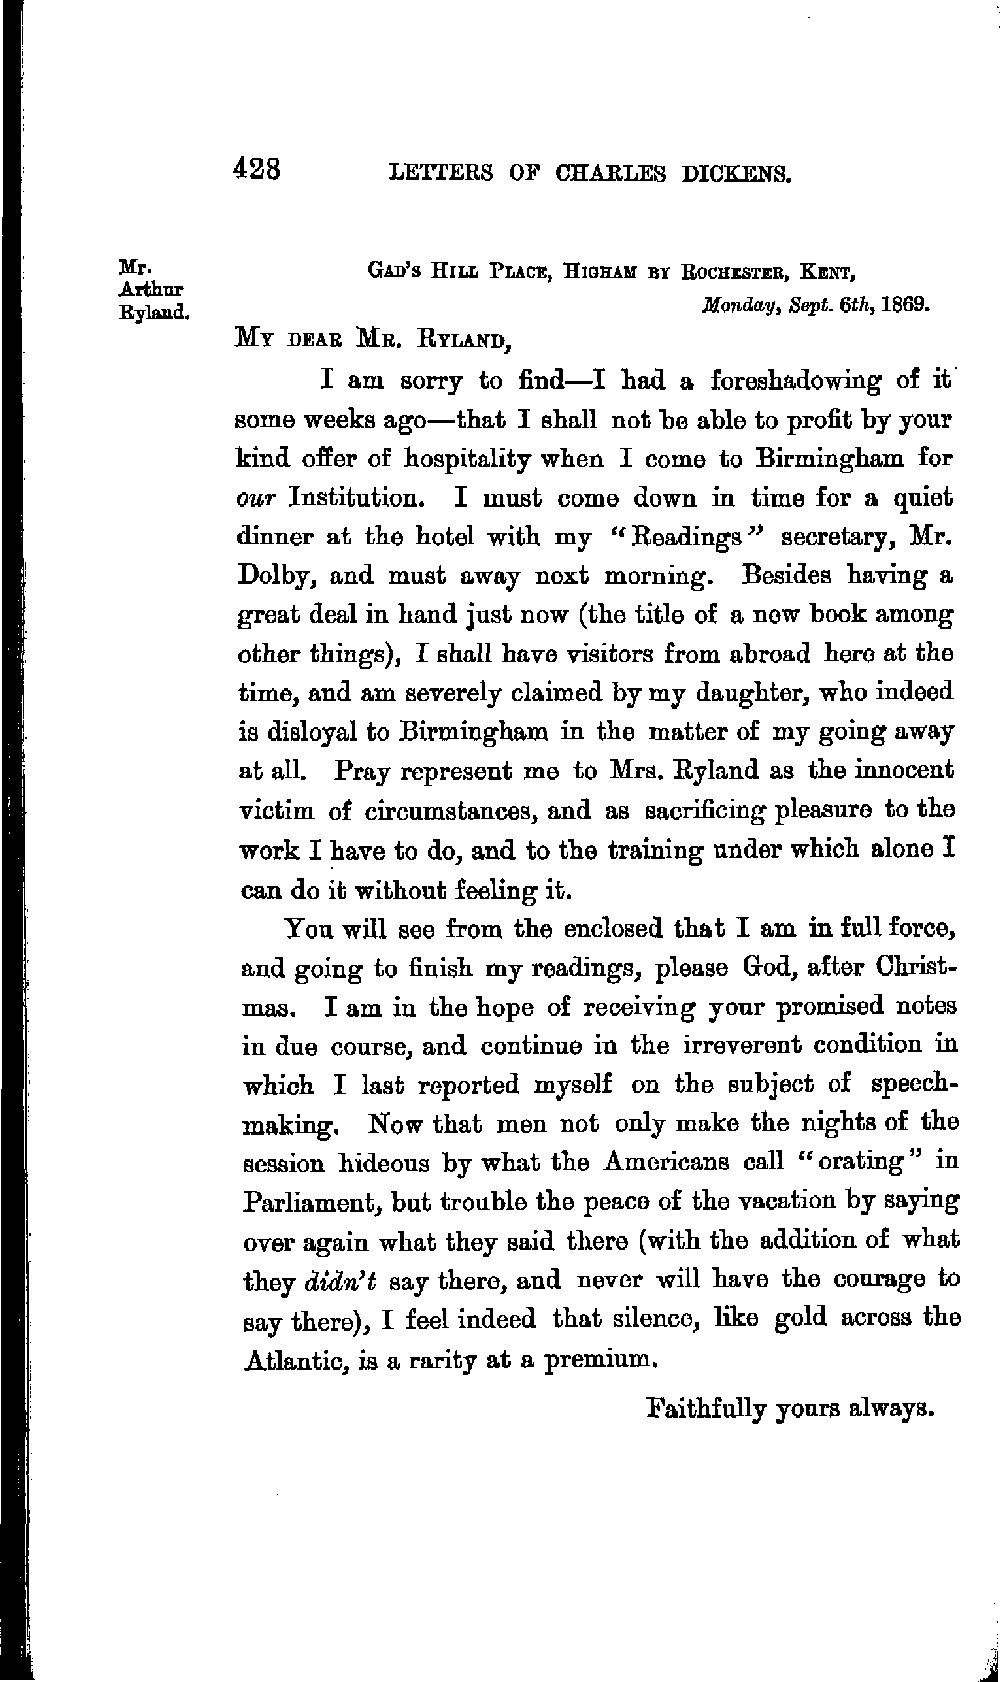 428 LETTERS OF CHARLES DICKENS.
Mr.
Arthur
Ryland.
GAD'S HILL PLACE, HIGHAM BY ROCHESTER, KENT,
Monday, Sept. 6th, 1869.
MY DEAR MR. RYLAND,
I am sorry to find—I had a foreshadowing of it
some weeks ago—that I shall not be able to profit by your
kind offer of hospitality when I come to Birmingham for
our Institution. I must come down in time for a quiet
dinner at the hotel with my "Readings" secretary, Mr.
Dolby, and must away next morning. Besides having a
great deal in hand just now (the title of a new book among
other things), I shall have visitors from abroad here at the
time, and am severely claimed by my daughter, who indeed
is disloyal to Birmingham in the matter of my going away
at all. Pray represent me to Mrs. Ryland as the innocent
victim of circumstances, and as sacrificing pleasure to the
work I have to do, and to the training under which alone I
can do it without feeling it.
You will see from the enclosed that I am in full force,
and going to finish my readings, please God, after Christ-
mas. I am in the hope of receiving your promised notes
in due course, and continue in the irreverent condition in
which I last reported myself on the subject of speech-
making. Now that men not only make the nights of the
session hideous by what the Americans call "orating" in
Parliament, but trouble the peace of the vacation by saying
over again what they said there (with the addition of what
they didn't say there, and never will have the courage to
say there), I feel indeed that silence, like gold across the
Atlantic, is a rarity at a premium.
Faithfully yours always.